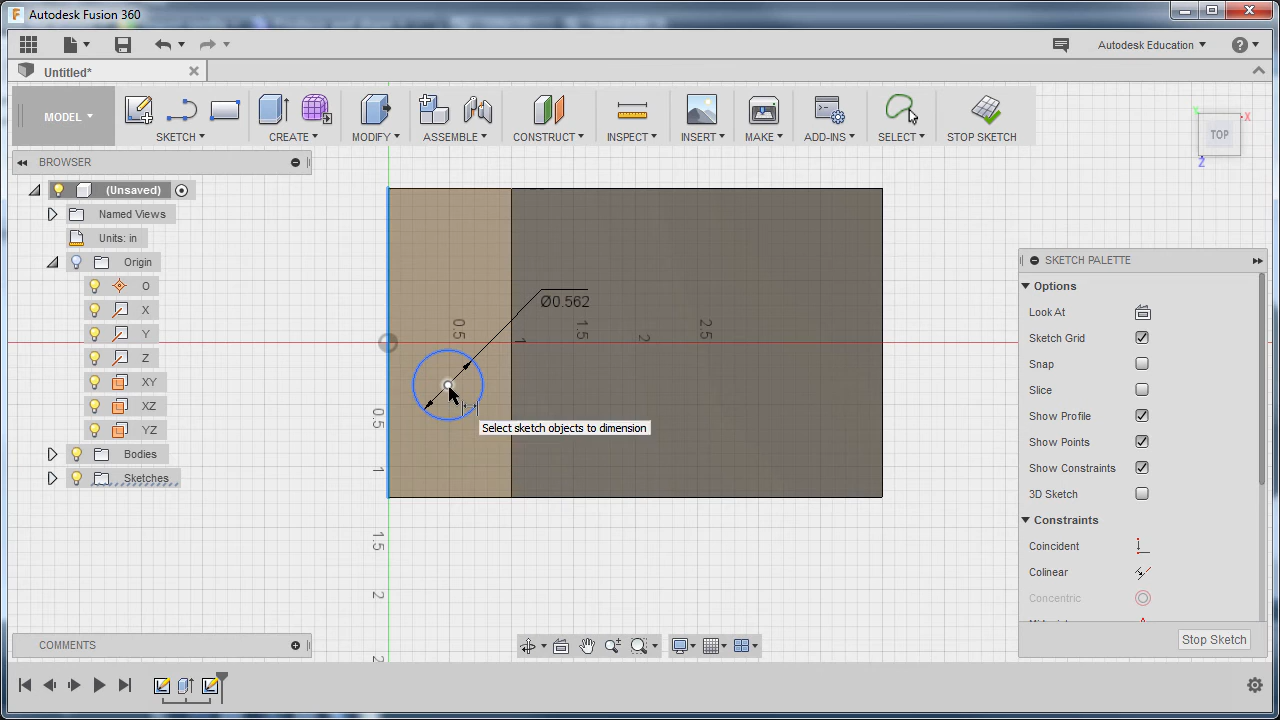 Autodesk Fusion 360
Autodesk Education
Untitled*
MODEL
SKETCH
CREATE
MODIFY
ASSEMBLE
CONSTRUCT
INSPECT
INSERT
MAKE
ADD-INS
SELECT
STOP SKETCH
BROWSER
(Unsaved)
Named Views
Units: in
Origin
O
X
Y
Z
XY
XZ
YZ
Bodies
Sketches
Ø0.562
0.5
1
1.5
2
2.5
0.5
1
1.5
2
2
Select sketch objects to dimension
TOP
X
Y
Z
SKETCH PALETTE
Options
Look At
Sketch Grid
Snap
Slice
Show Profile
Show Points
Show Constraints
3D Sketch
Constraints
Coincident
Colinear
Concentric
Stop Sketch
COMMENTS